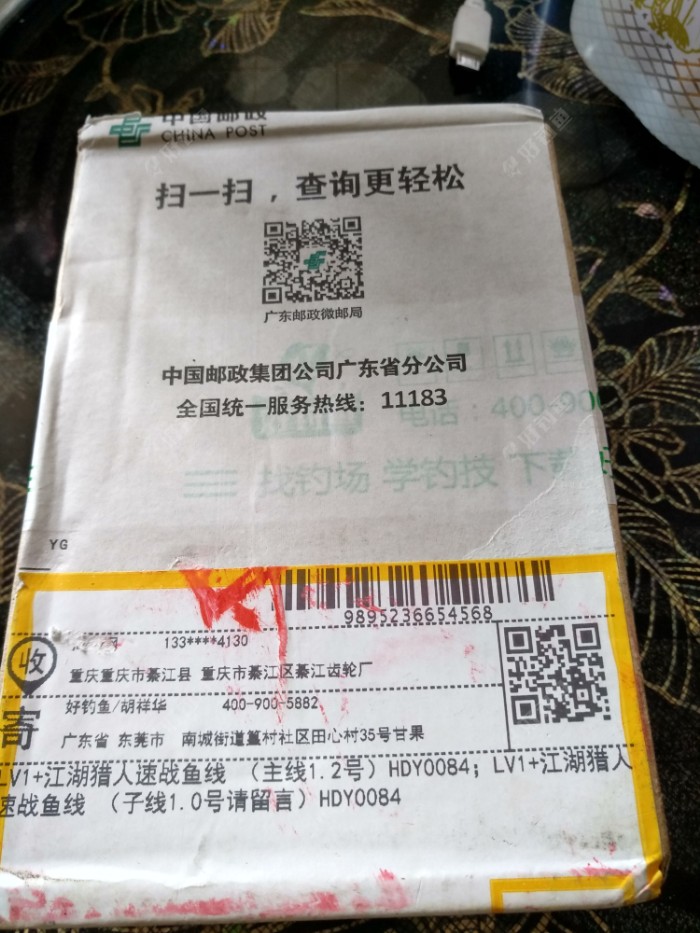 中国邮政
CHINA POST
扫一扫，查询更轻松
广东邮政微邮局
中国邮政集团公司广东省分公司
全国统一服务热线：11183
电话：400-90
找钓场 学钓技 下载
YG
9895236654568
133****4130
收
重庆重庆市綦江县 重庆市綦江区綦江齿轮厂
好钓鱼/胡祥华 400-900-5882
寄
广东省 东莞市 南城街道篁村社区田心村35号甘果
LV1+江湖猎人速战鱼线 （主线1.2号）HDY0084；LV1+江湖猎人
速战鱼线 （子线1.0号请留言）HDY0084